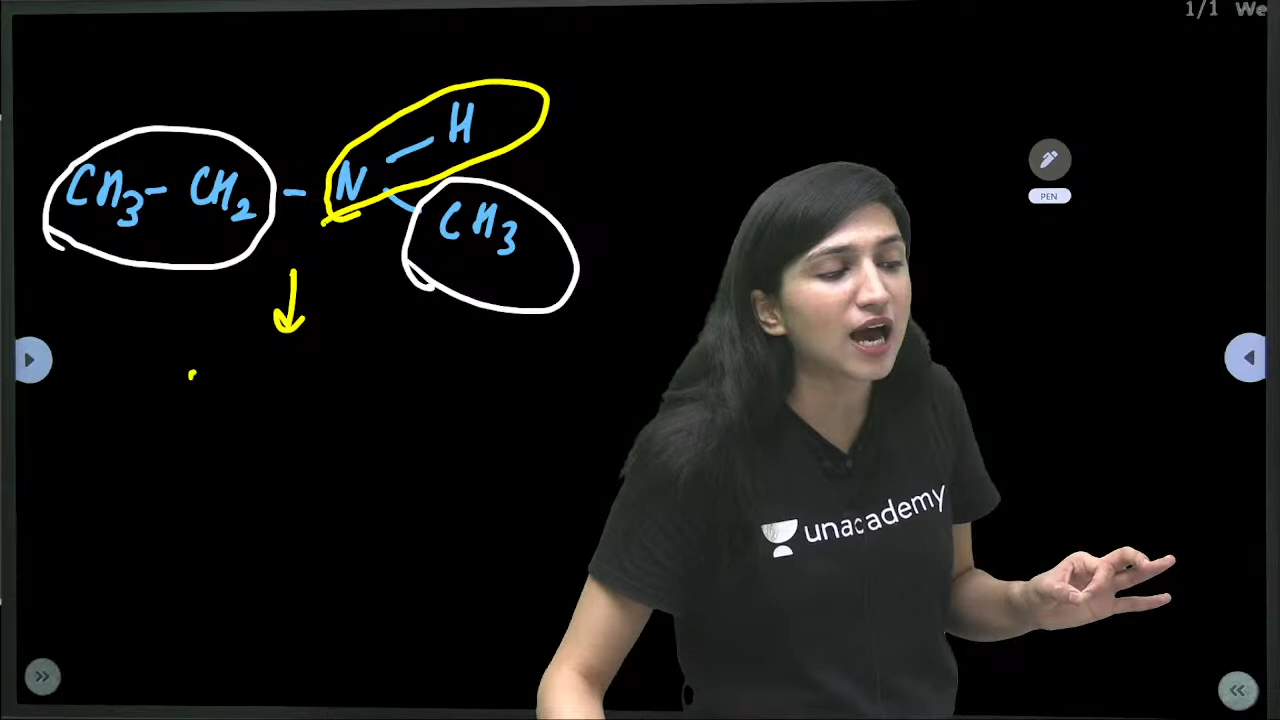 1/1 We
H
CH3 - CH2 - N
CH3
PEN
unacademy